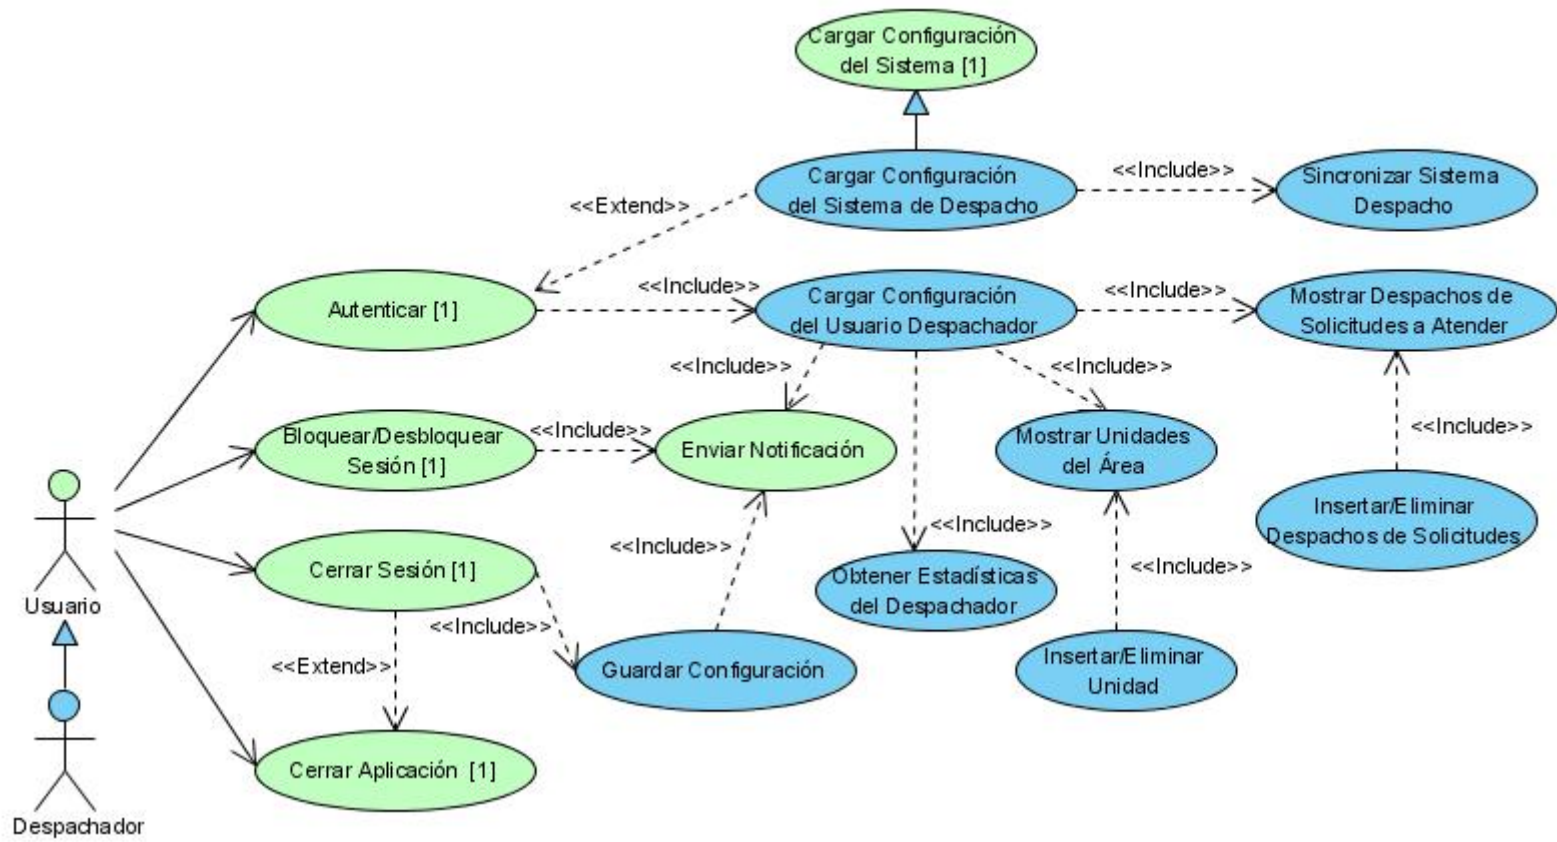 Cargar Configuración
del Sistema [1]
Cargar Configuración
del Sistema de Despacho
<<Include>>
Sincronizar Sistema
Despacho
<<Extend>>
Autenticar [1]
<<Include>>
Cargar Configuración
del Usuario Despachador
<<Include>>
Mostrar Despachos de
Solicitudes a Atender
<<Include>>
<<Include>>
Bloquear/Desbloquear
Sesión [1]
<<Include>>
Enviar Notificación
Mostrar Unidades
del Área
<<Include>>
Insertar/Eliminar
Despachos de Solicitudes
Usuario
Cerrar Sesión [1]
<<Include>>
<<Include>>
<<Include>>
<<Include>>
Obtener Estadísticas
del Despachador
<<Extend>>
Guardar Configuración
Insertar/Eliminar
Unidad
Cerrar Aplicación [1]
Despachador